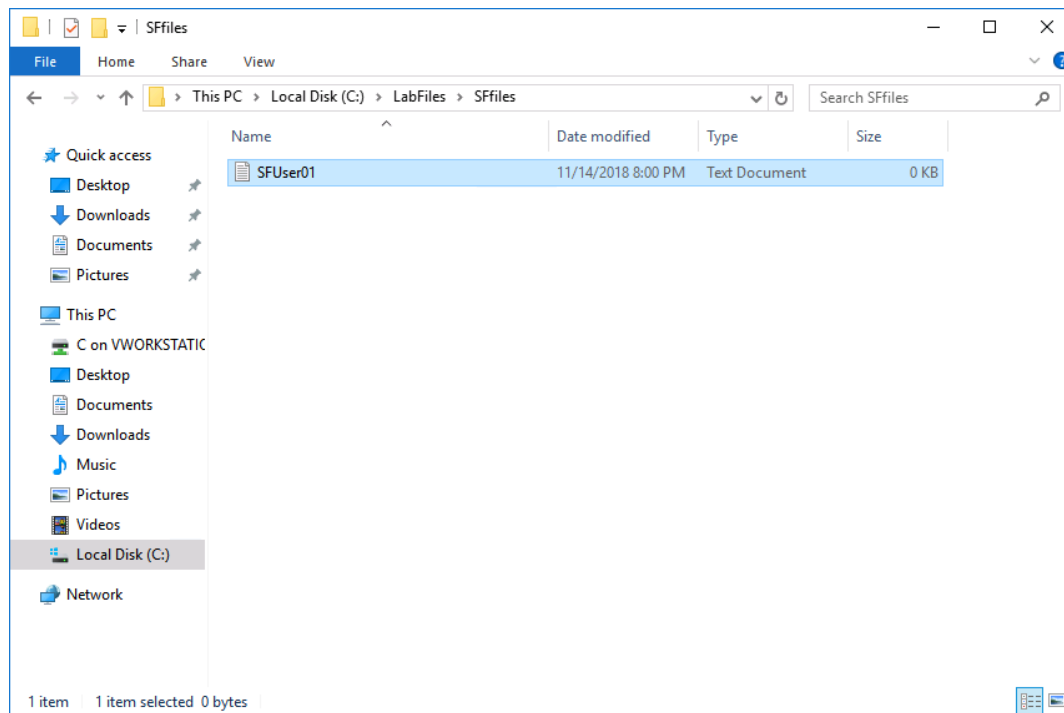 SFfiles
File Home Share View
This PC Local Disk (C:) LabFiles SFfiles Search SFfiles
Name Date modified Type Size
SFUser01 11/14/2018 8:00 PM Text Document 0 KB
Quick access
Desktop
Downloads
Documents
Pictures
This PC
C on VWORKSTATIC
Desktop
Documents
Downloads
Music
Pictures
Videos
Local Disk (C:)
Network
1 item 1 item selected 0 bytes